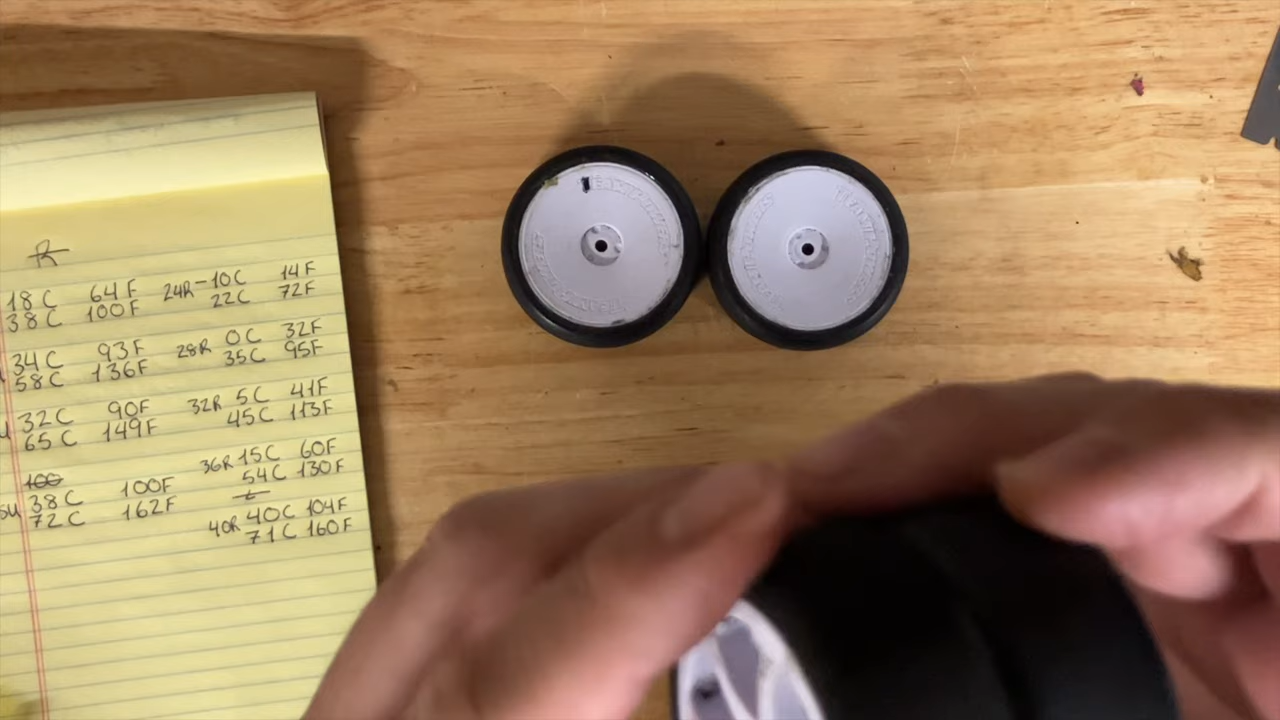 R
18C 64F 24R-10C 14F
38C 100F 22C 72F
34C 93F 28R 0C 32F
58C 136F 35C 95F
32C 90F 32R 5C 41F
65C 149F 45C 113F
100
38C 100F 36R 15C 60F
72C 162F 54C 130F
40R 40C 104F
71C 160F